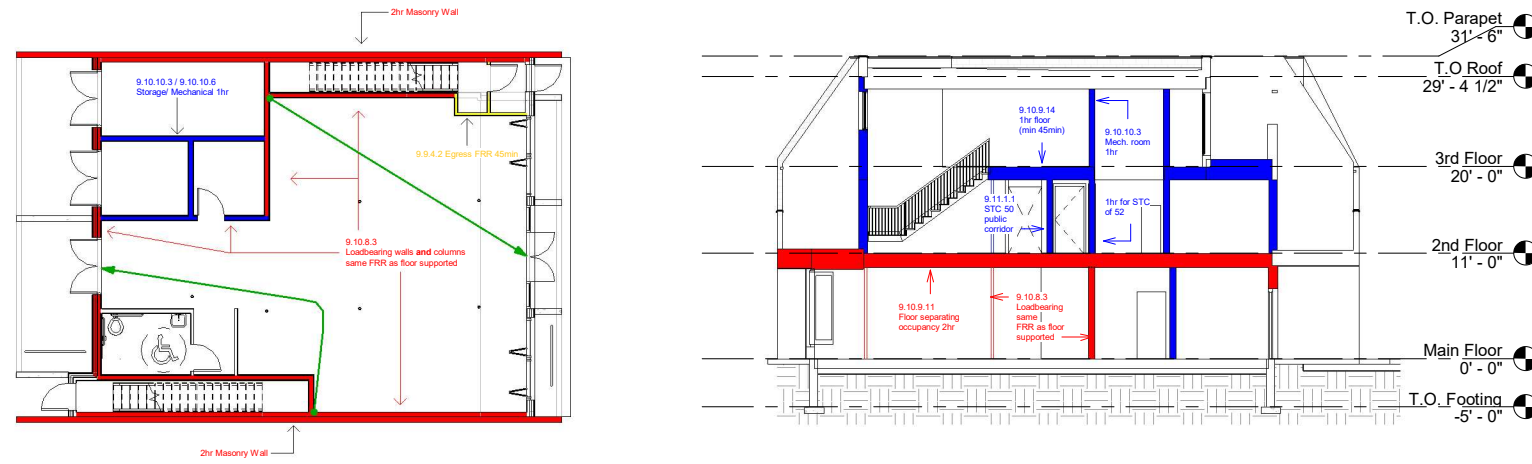 2hr Masonry Wall
9.10.10.3 / 9.10.10.6
Storage/ Mechanical 1hr
9.9.4.2 Egress FRR 45min
9.10.8.3
Loadbearing walls and columns
same FRR as floor supported
2hr Masonry Wall
T.O. Parapet
31' - 6"
T.O Roof
29' - 4 1/2"
9.10.9.14
1hr floor
(min 45min)
9.10.10.3
Mech. room
1hr
3rd Floor
20' - 0"
9.11.1.1
STC 50
public
corridor
1hr for STC
of 52
2nd Floor
11' - 0"
9.10.9.11
Floor separating
occupancy 2hr
9.10.8.3
Loadbearing
same
FRR as floor
supported
Main Floor
0' - 0"
T.O. Footing
-5' - 0"